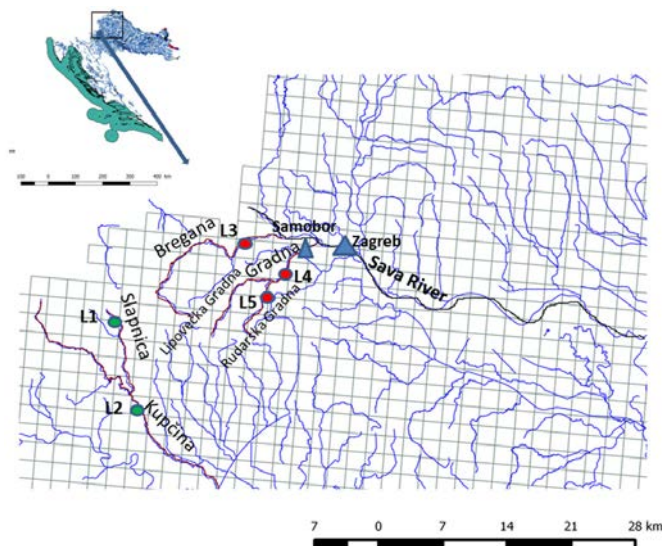 100 0 100 200 300 400 km
Samobor
Zagreb
Bregana
L3
Gradna
L4
Sava River
Lipovečka Gradna
L5
Rudarska Gradna
L1
Slapnica
L2
Kupčina
7 0 7 14 21 28 km